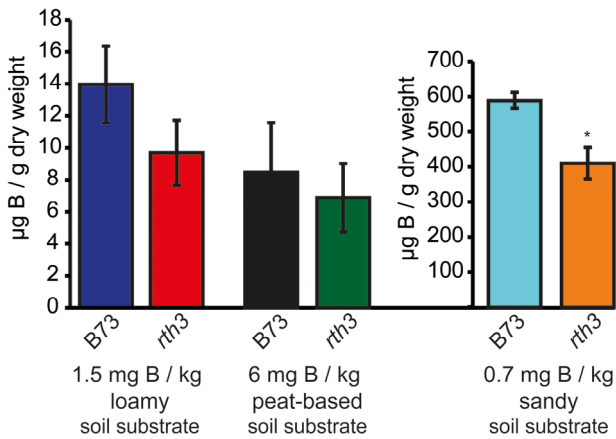 µg B / g dry weight
18
16
14
12
10
8
6
4
2
0
B73
rth3
B73
rth3
1.5 mg B / kg
loamy
soil substrate
6 mg B / kg
peat-based
soil substrate
µg B / g dry weight
700
600
500
400
300
200
100
*
B73
rth3
0.7 mg B / kg
sandy
soil substrate